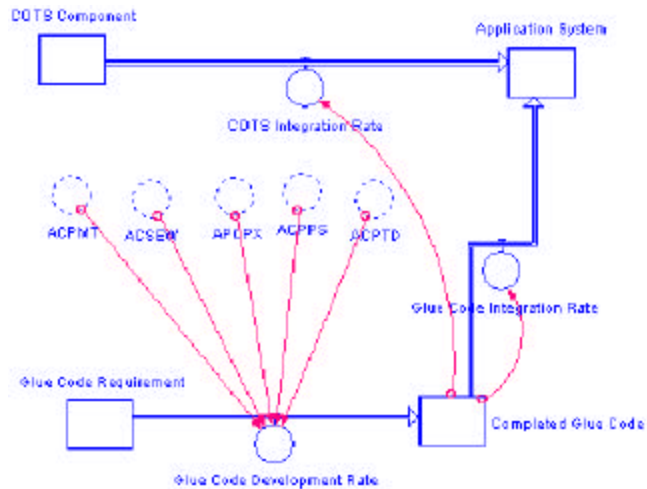 COTS Component
Application System
COTS Integration Rate
ACPMT
ACSEW
APCPX
ACPPS
ACPTD
Glue Code Integration Rate
Glue Code Requirement
Completed Glue Code
Glue Code Development Rate